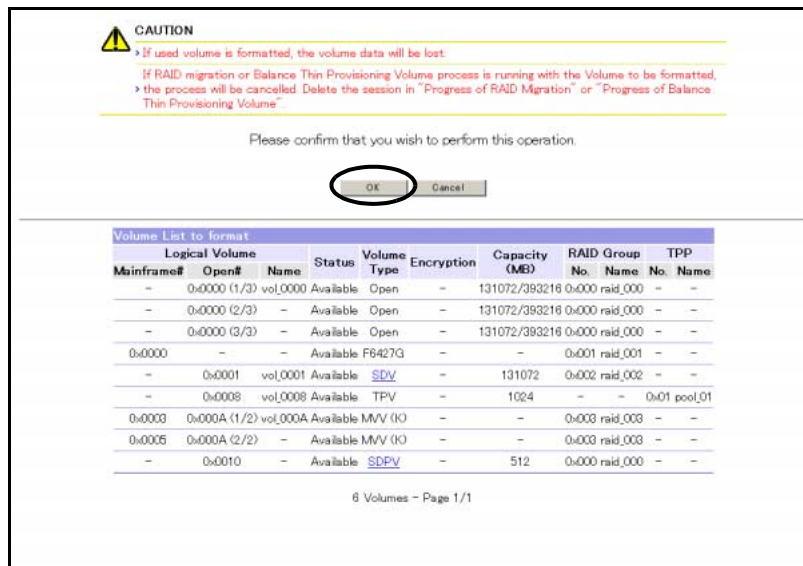 CAUTION
If used volume is formatted, the volume data will be lost.
If RAID migration or Balance Thin Provisioning Volume process is running with the Volume to be formatted,
the process will be cancelled. Delete the session in "Progress of RAID Migration" or "Progress of Balance
Thin Provisioning Volume".
Please confirm that you wish to perform this operation.
OK Cancel
Volume List to format
Logical Volume Status Volume Type Encryption Capacity (MB) RAID Group TPP
Mainframe# Open# Name No. Name No. Name
- 0x0000 (1/3) vol_0000 Available Open - 131072/393216 0x000 raid_000 - -
- 0x0000 (2/3) - Available Open - 131072/393216 0x000 raid_000 - -
- 0x0000 (3/3) - Available Open - 131072/393216 0x000 raid_000 - -
0x0000 - - Available F6427G - - 0x001 raid_001 - -
- 0x0001 vol_0001 Available SDV - 131072 0x002 raid_002 - -
- 0x0008 vol_0008 Available TPV - 1024 - - 0x01 pool_01
0x0003 0x000A (1/2) vol_000A Available MVV (K) - - 0x003 raid_003 - -
0x0005 0x000A (2/2) - Available MVV (K) - - 0x003 raid_003 - -
- 0x0010 - Available SDPV - 512 0x000 raid_000 - -
6 Volumes - Page 1/1